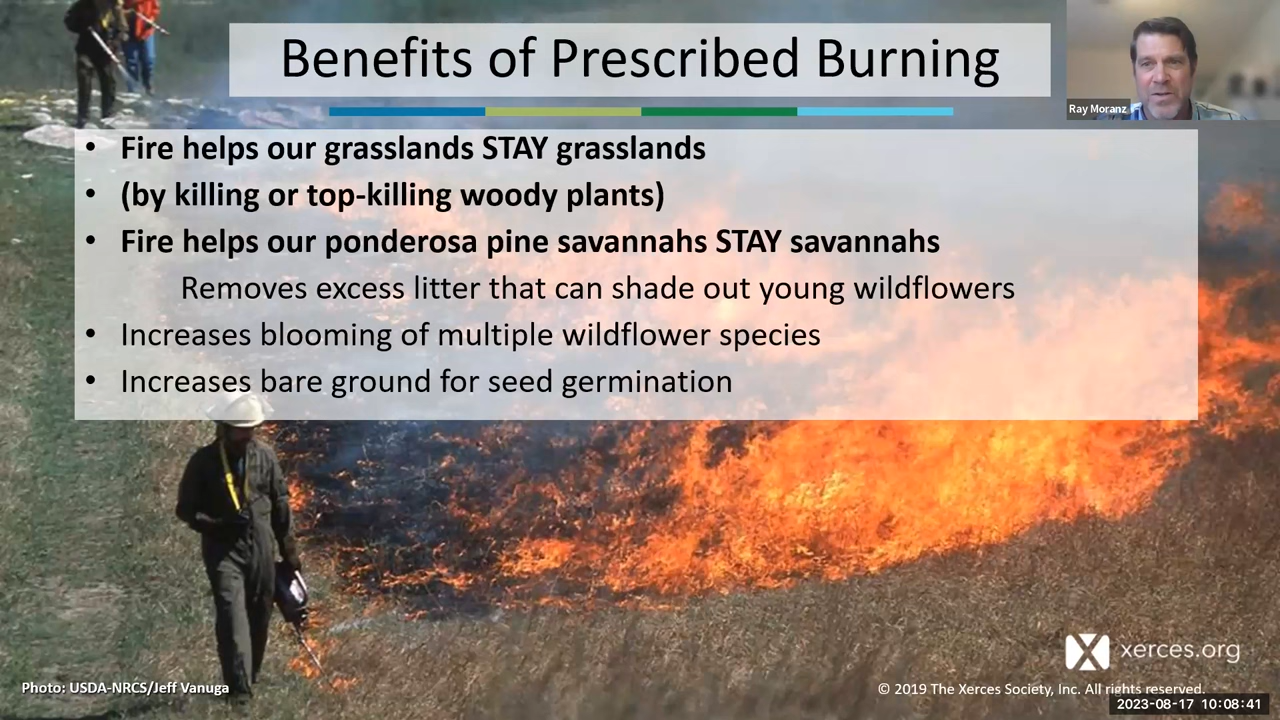 Benefits of Prescribed Burning
Ray Moranz
• Fire helps our grasslands STAY grasslands
• (by killing or top-killing woody plants)
• Fire helps our ponderosa pine savannahs STAY savannahs
Removes excess litter that can shade out young wildflowers
• Increases blooming of multiple wildflower species
• Increases bare ground for seed germination
xerces.org
Photo: USDA-NRCS/Jeff Vanuga
© 2019 The Xerces Society, Inc. All rights reserved.
2023-08-17 10:08:41